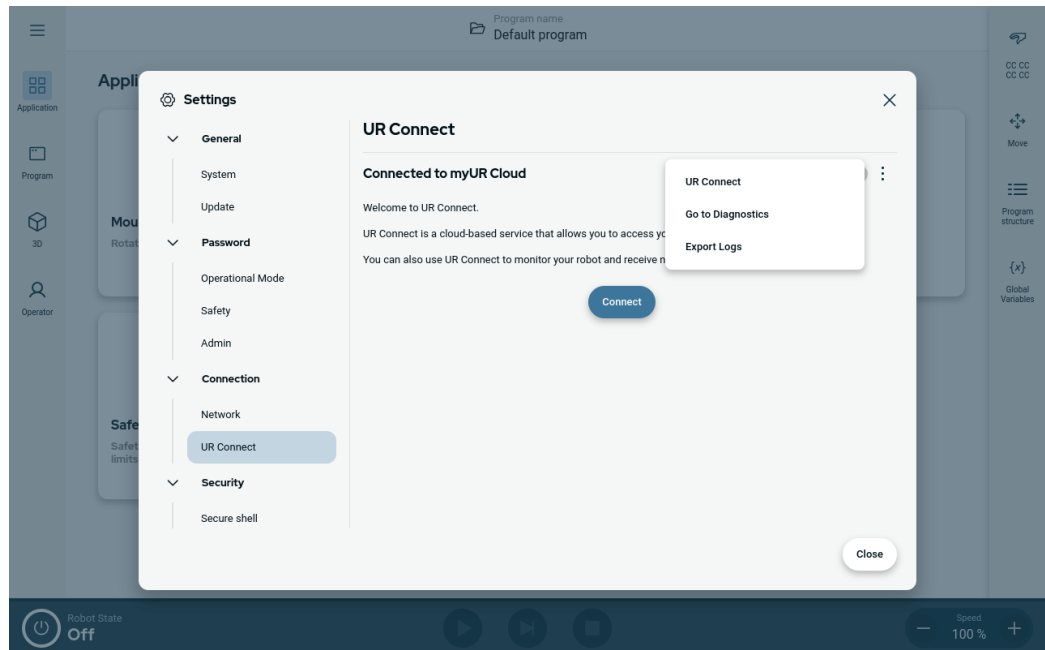 Program name
Default program
Application
Program
3D
Operator
Appli
Mou
Rotat
Safe
Safet
limits
Settings
General
System
Update
Password
Operational Mode
Safety
Admin
Connection
Network
UR Connect
Security
Secure shell
UR Connect
Connected to myUR Cloud
Welcome to UR Connect.
UR Connect is a cloud-based service that allows you to access yo
You can also use UR Connect to monitor your robot and receive n
UR Connect
Go to Diagnostics
Export Logs
Connect
Close
CC CC
CC CC
Move
Program
structure
{x}
Global
Variables
Robot State
Off
Speed
100 %